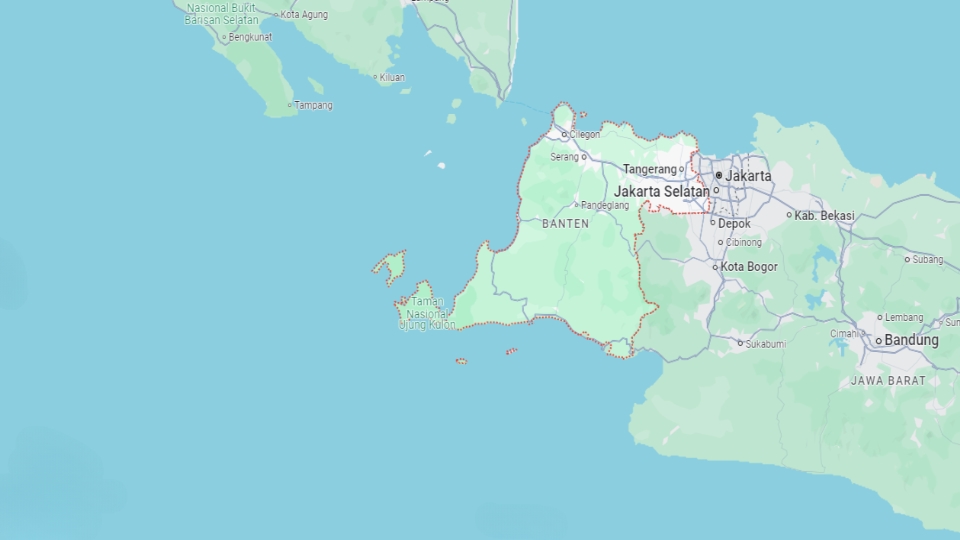 Nasional Bukit
Barisan Selatan
Kota Agung
Bengkunat
Kiluan
Tampang
Cilegon
Serang
Tangerang
Jakarta
Jakarta Selatan
Pandeglang
Kab. Bekasi
BANTEN
Depok
Cibinong
Subang
Kota Bogor
Taman
Nasional
Ujung Kulon
Lembang
Cimahi
Bandung
Sukabumi
JAWA BARAT